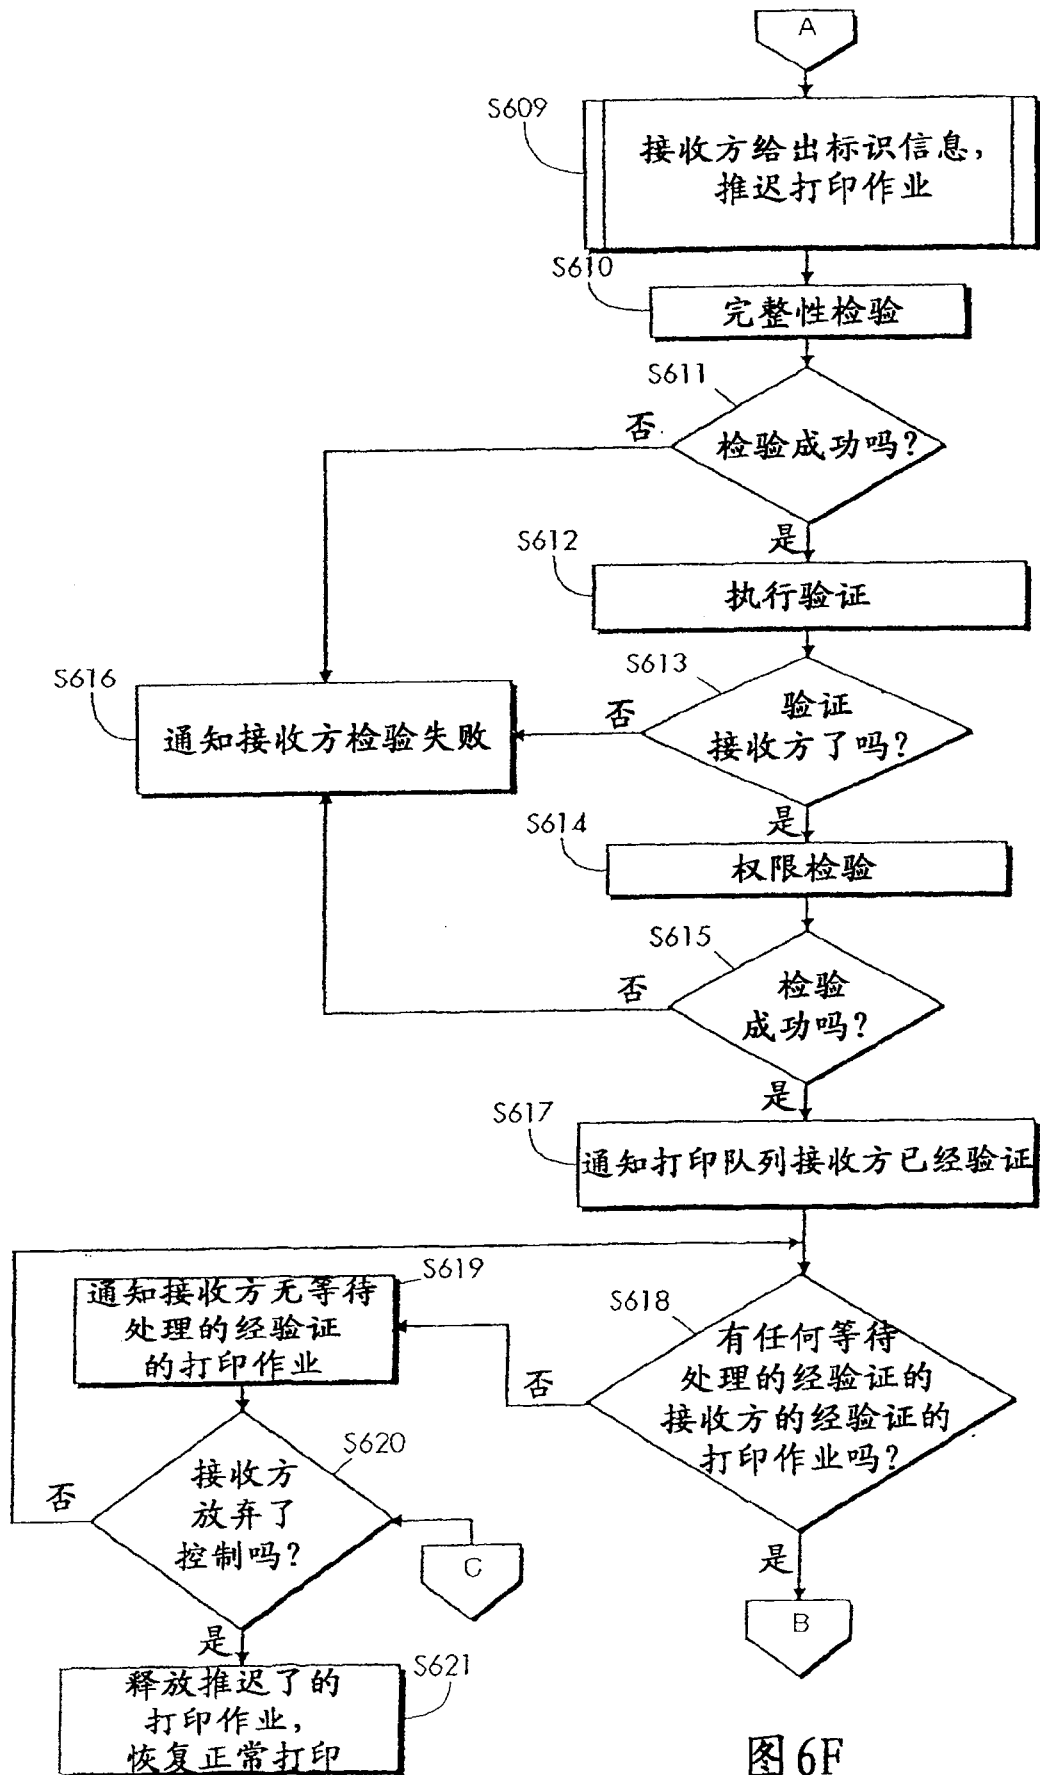 A
S609
接收方给出标识信息，
推迟打印作业
S610
完整性检验
S611
否
检验成功吗？
是
S612
执行验证
S613
验证
接收方了吗？
否
S616
通知接收方检验失败
是
S614
权限检验
S615
否
检验
成功吗？
是
S617
通知打印队列接收方已经验证
S619
通知接收方无等待
处理的经验证
的打印作业
S618
有任何等待
处理的经验证的
接收方的经验证的
打印作业吗？
否
S620
接收方
放弃了
控制吗？
否
C
是
B
是
S621
释放推迟了的
打印作业，
恢复正常打印
图6F